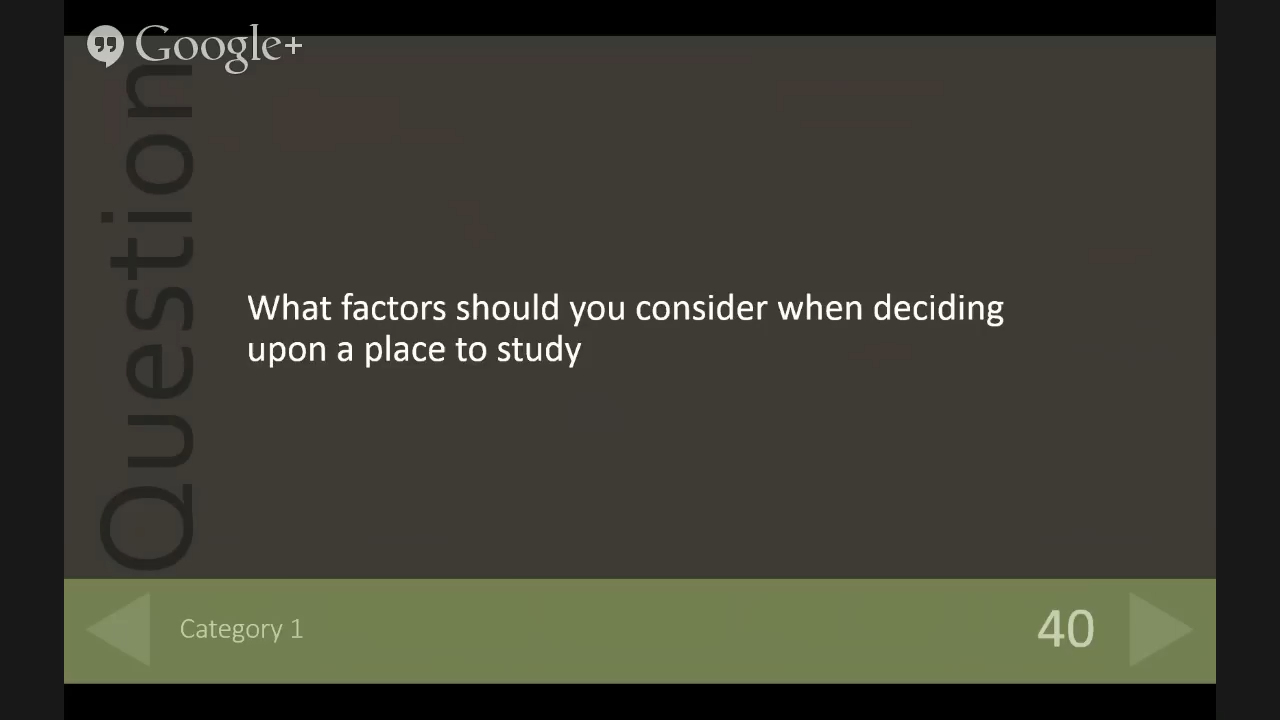 Google+
Question
What factors should you consider when deciding
upon a place to study
Category 1
40